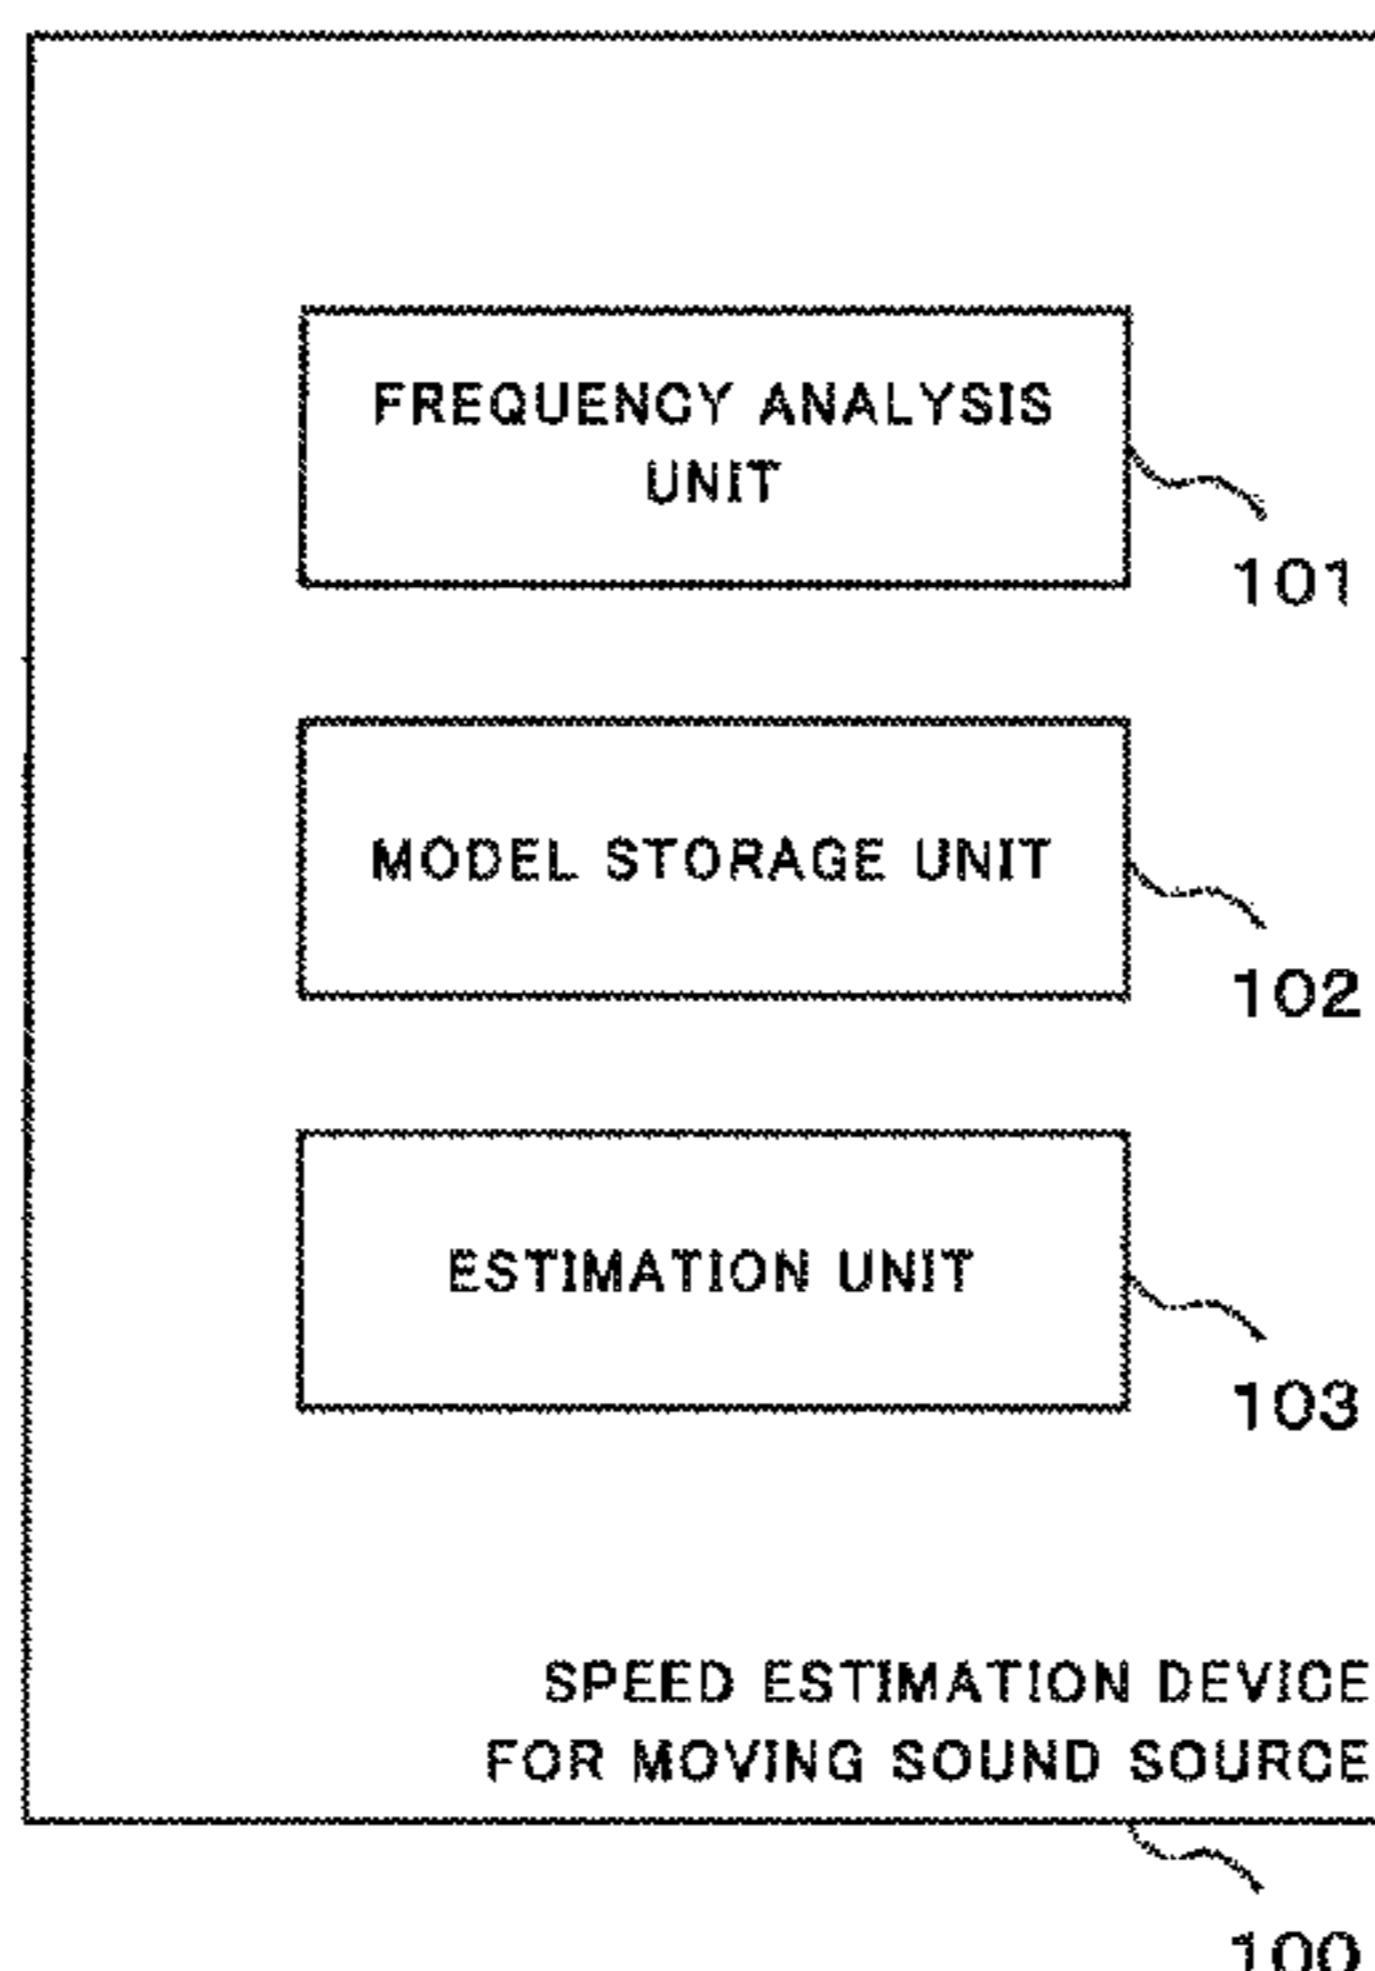 FREQUENCY ANALYSIS
UNIT
101
MODEL STORAGE UNIT
102
ESTIMATION UNIT
103
SPEED ESTIMATION DEVICE
FOR MOVING SOUND SOURCE
100